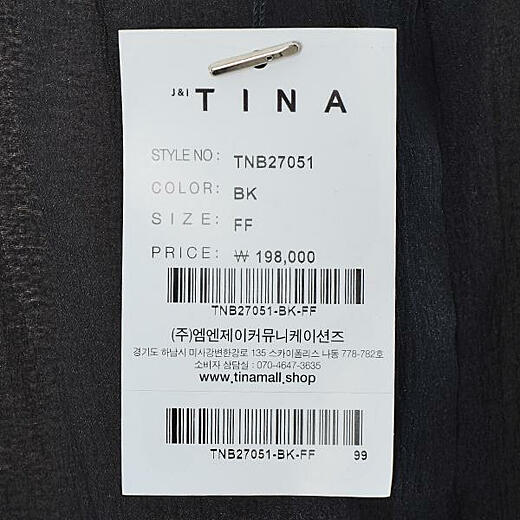 J&I TINA
STYLE NO: TNB27051
COLOR: BK
SIZE: FF
PRICE: ₩ 198,000
TNB27051-BK-FF
(주)엠엔제이커뮤니케이션즈
경기도 하남시 미사강변한강로 135 스카이폴리스 나동 778-782호
소비자 상담실 : 070-4647-3635
www.tinamall.shop
TNB27051-BK-FF 99